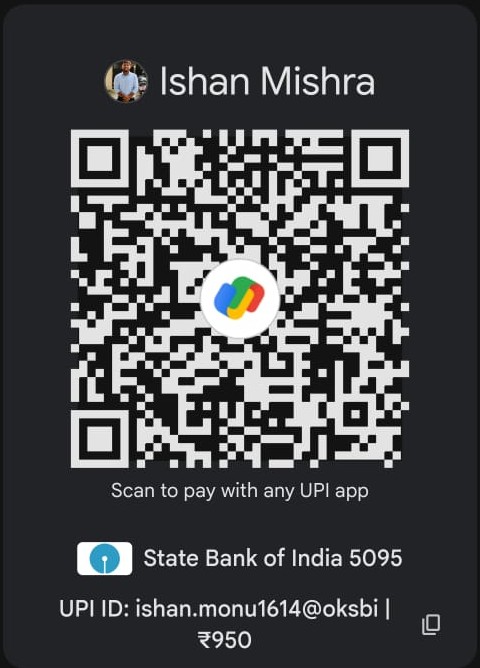 Ishan Mishra
Scan to pay with any UPI app
State Bank of India 5095
UPI ID: ishan.monu1614@oksbi |
₹950